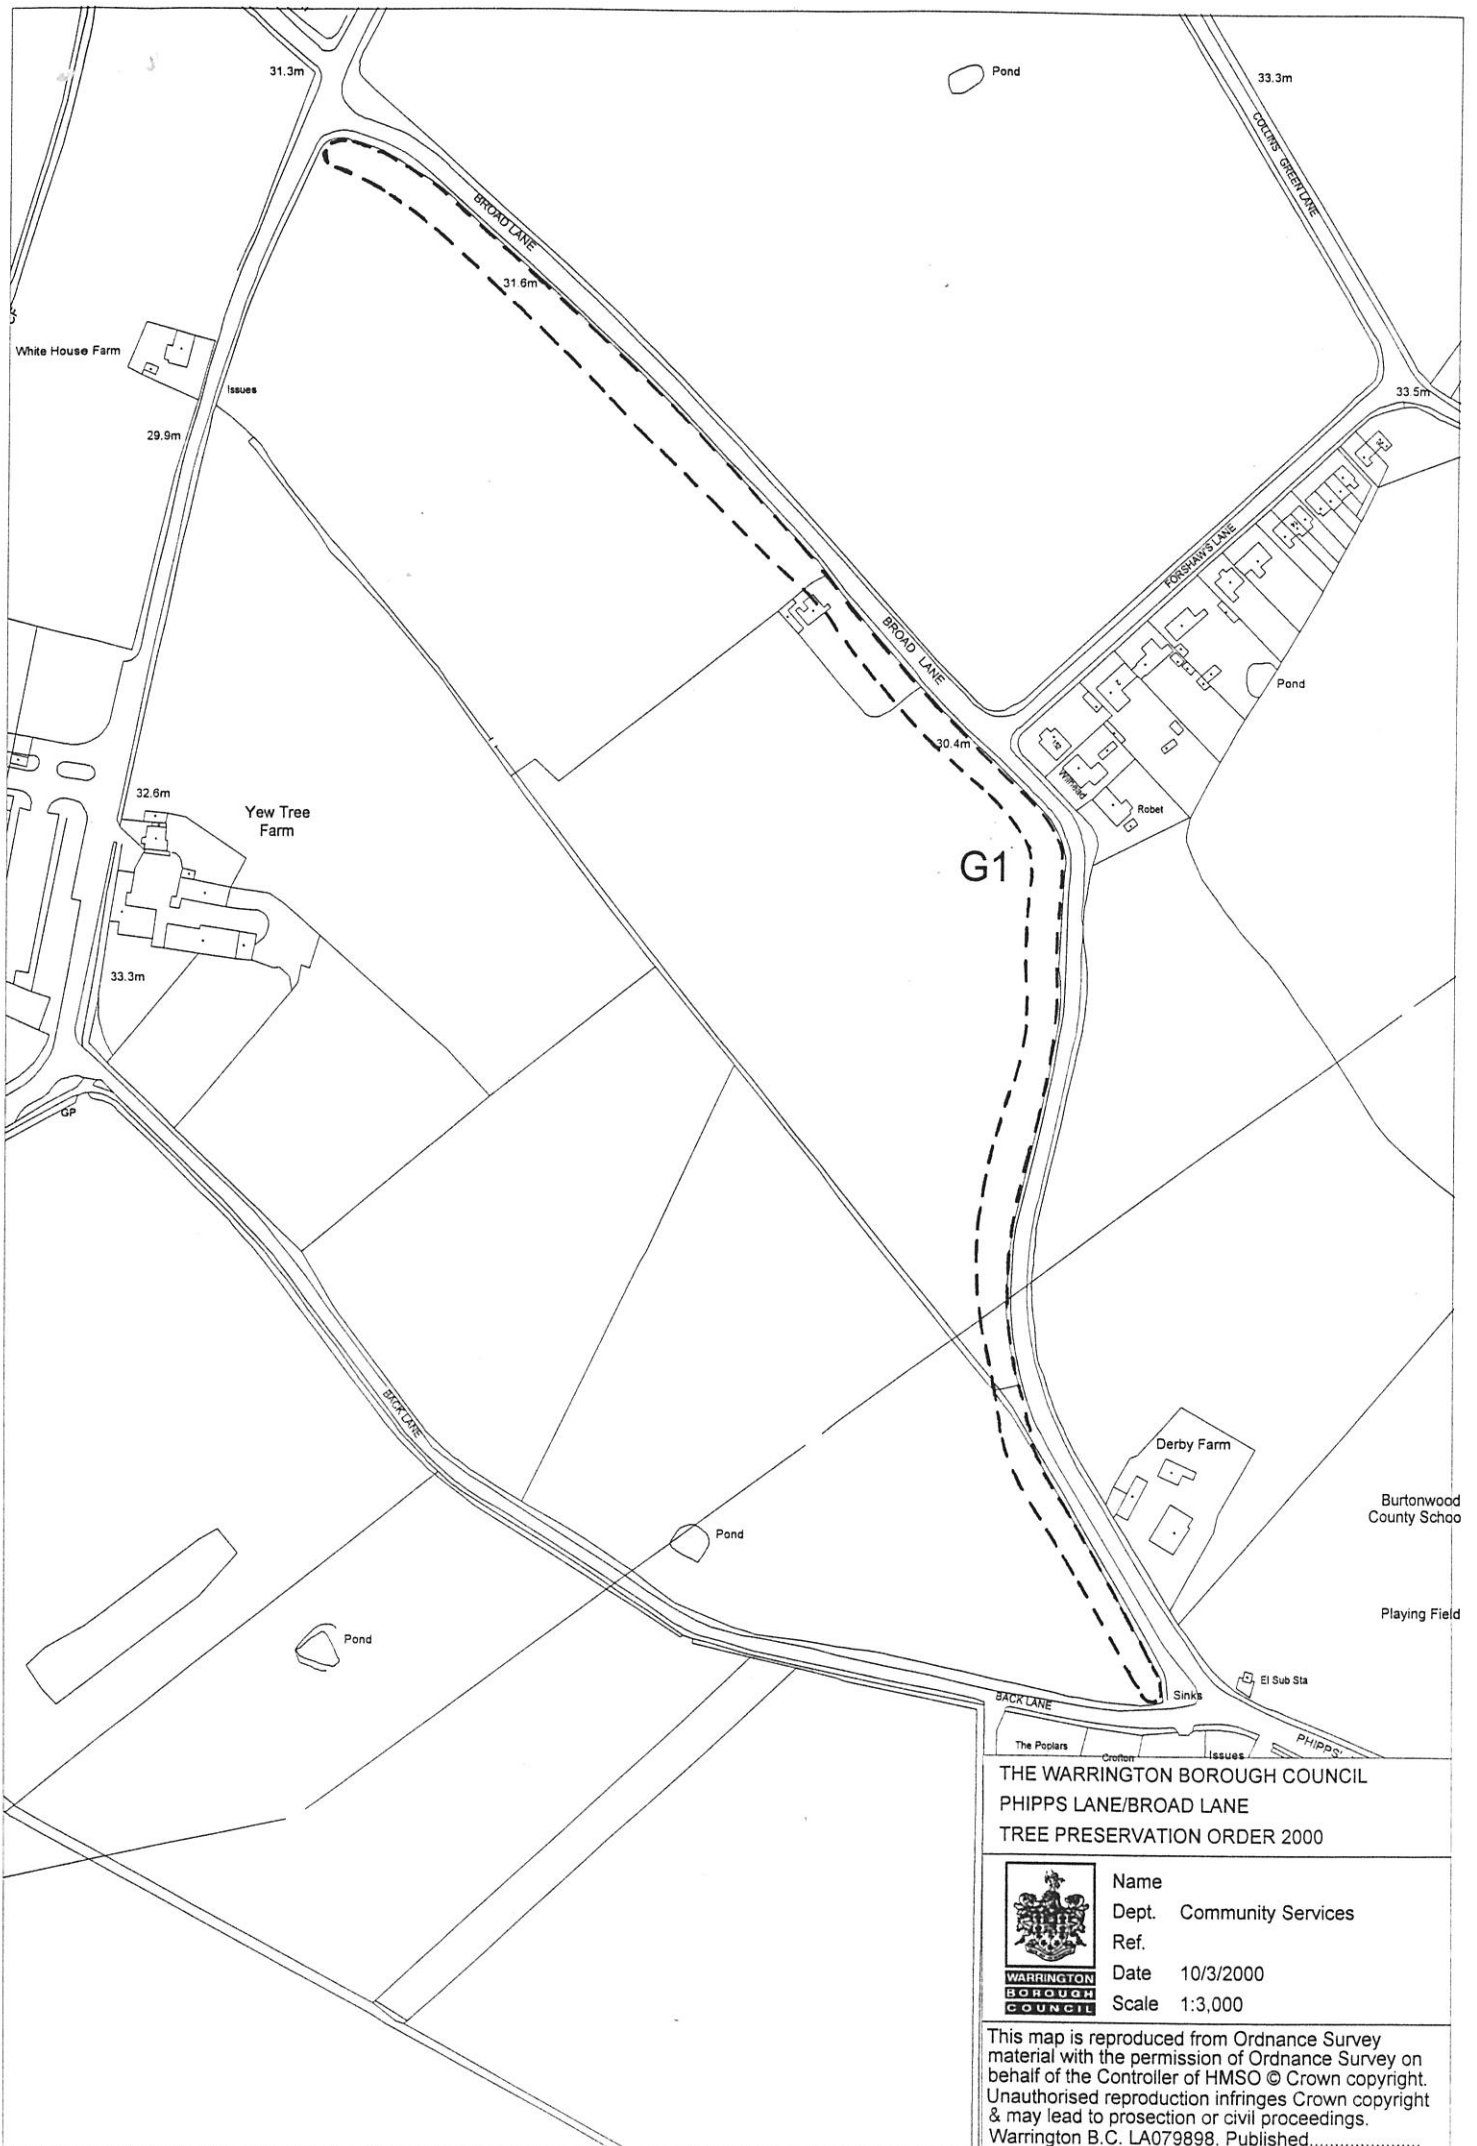 31.3m
Pond
33.3m
COLLINS GREEN LANE
BROAD LANE
31.6m
White House Farm
Issues
29.9m
33.5m
FORSHAW'S LANE
BROAD LANE
Pond
30.4m
152
2
Robet
32.6m
Yew Tree
Farm
G1
33.3m
GP
BACK LANE
Derby Farm
Burtonwood
County Schoo
Pond
Playing Field
Pond
El Sub Sta
Sinks
BACK LANE
PHIPPS'
The Poplars
Crofton
Issues
THE WARRINGTON BOROUGH COUNCIL
PHIPPS LANE/BROAD LANE
TREE PRESERVATION ORDER 2000
Name
Dept. Community Services
Ref.
Date 10/3/2000
Scale 1:3,000
WARRINGTON
BOROUGH
COUNCIL
This map is reproduced from Ordnance Survey
material with the permission of Ordnance Survey on
behalf of the Controller of HMSO © Crown copyright.
Unauthorised reproduction infringes Crown copyright
& may lead to prosection or civil proceedings.
Warrington B.C. LA079898. Published......................